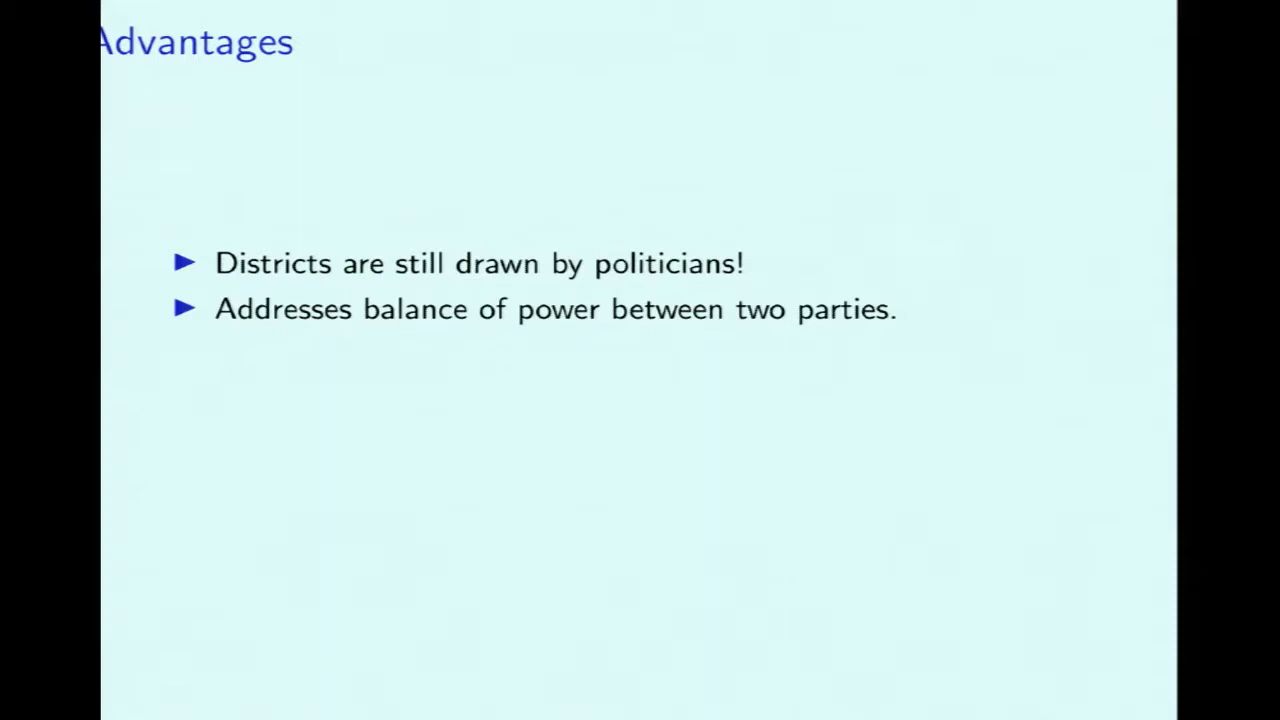 Advantages
▶ Districts are still drawn by politicians!
▶ Addresses balance of power between two parties.